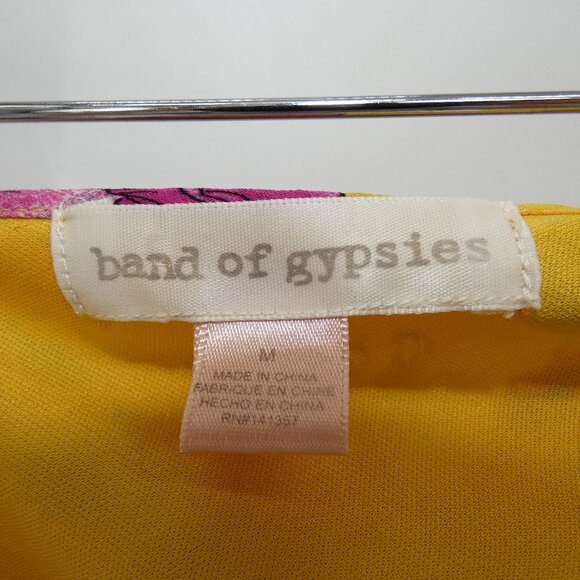 band of gypsies
M
MADE IN CHINA
FABRIQUE EN CHINE
HECHO EN CHINA
RN#141357